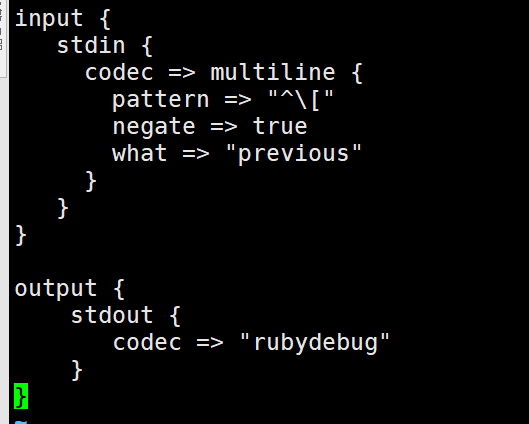 input {
   stdin {
     codec => multiline {
       pattern => "^\["
       negate => true
       what => "previous"
     }
   }
}

output {
    stdout {
       codec => "rubydebug"
    }
}
~